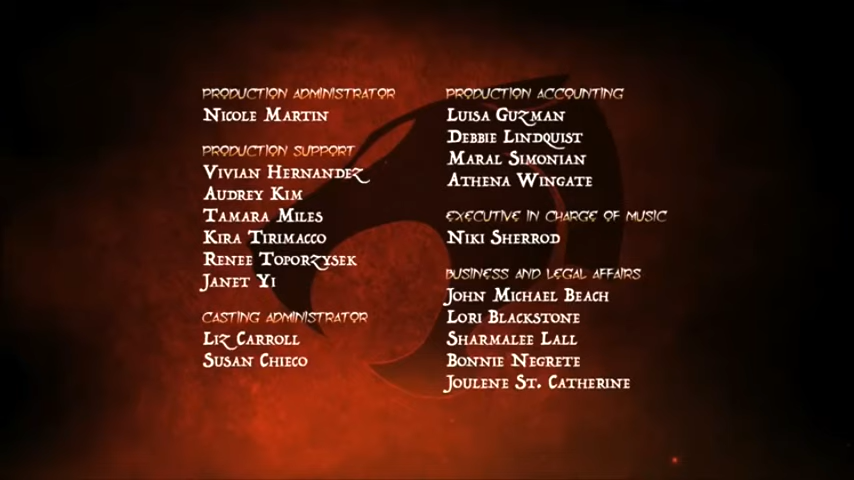 PRODUCTION ADMINISTRATOR
NICOLE MARTIN
PRODUCTION SUPPORT
VIVIAN HERNANDEZ
AUDREY KIM
TAMARA MILES
KIRA TIRIMACCO
RENEE TOPORZYSEK
JANET YI
CASTING ADMINISTRATOR
LIZ CARROLL
SUSAN CHIECO
PRODUCTION ACCOUNTING
LUISA GUZMAN
DEBBIE LINDQUIST
MARAL SIMONIAN
ATHENA WINGATE
EXECUTIVE IN CHARGE OF MUSIC
NIKI SHERROD
BUSINESS AND LEGAL AFFAIRS
JOHN MICHAEL BEACH
LORI BLACKSTONE
SHARMALEE LALL
BONNIE NEGRETE
JOULENE ST. CATHERINE